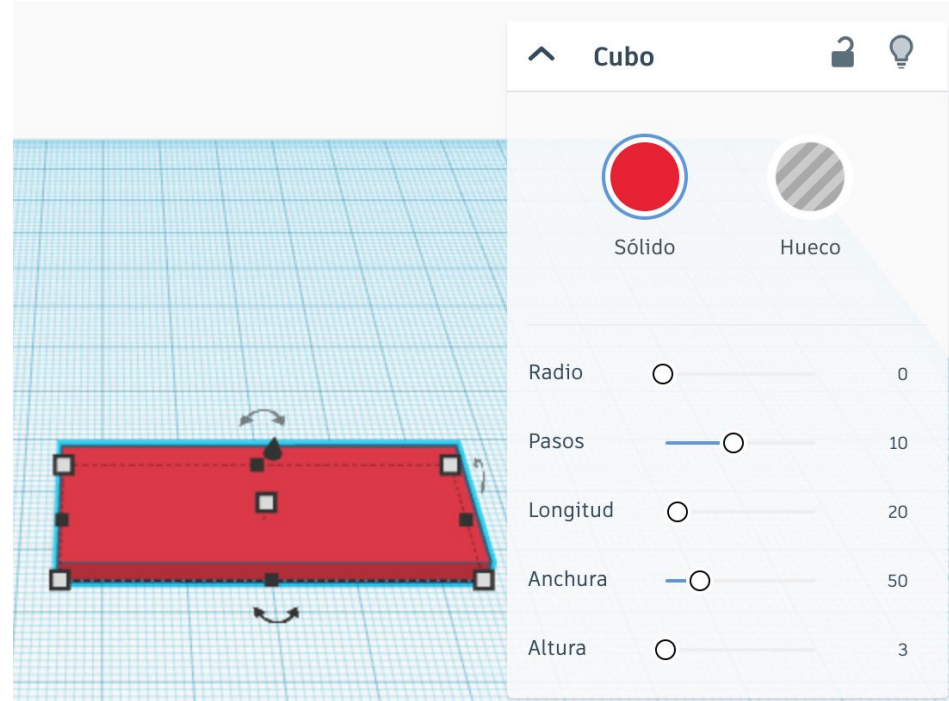 Cubo
Sólido Hueco
Radio 0
Pasos 10
Longitud 20
Anchura 50
Altura 3